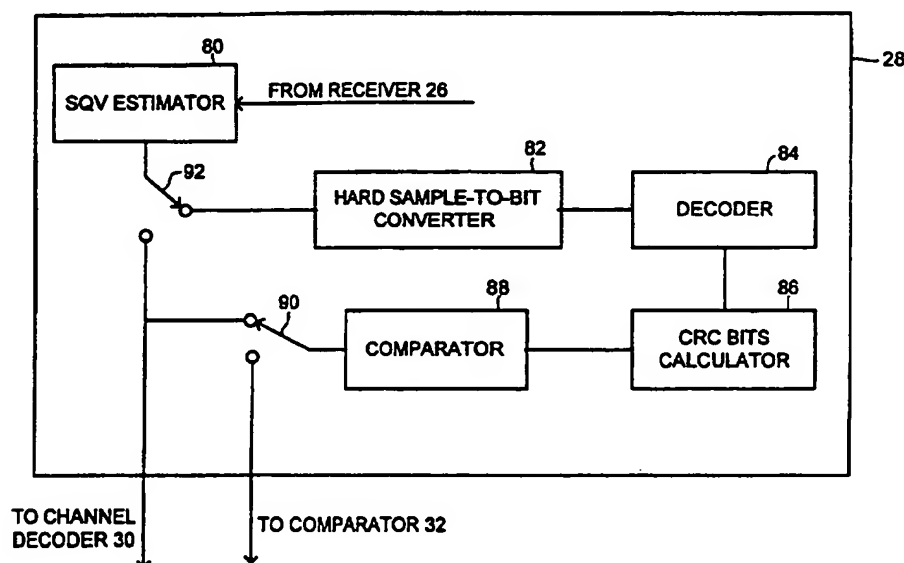 80
28
SQV ESTIMATOR
FROM RECEIVER 26
92
82
84
HARD SAMPLE-TO-BIT
CONVERTER
DECODER
90
88
86
COMPARATOR
CRC BITS
CALCULATOR
TO CHANNEL
DECODER 30
TO COMPARATOR 32